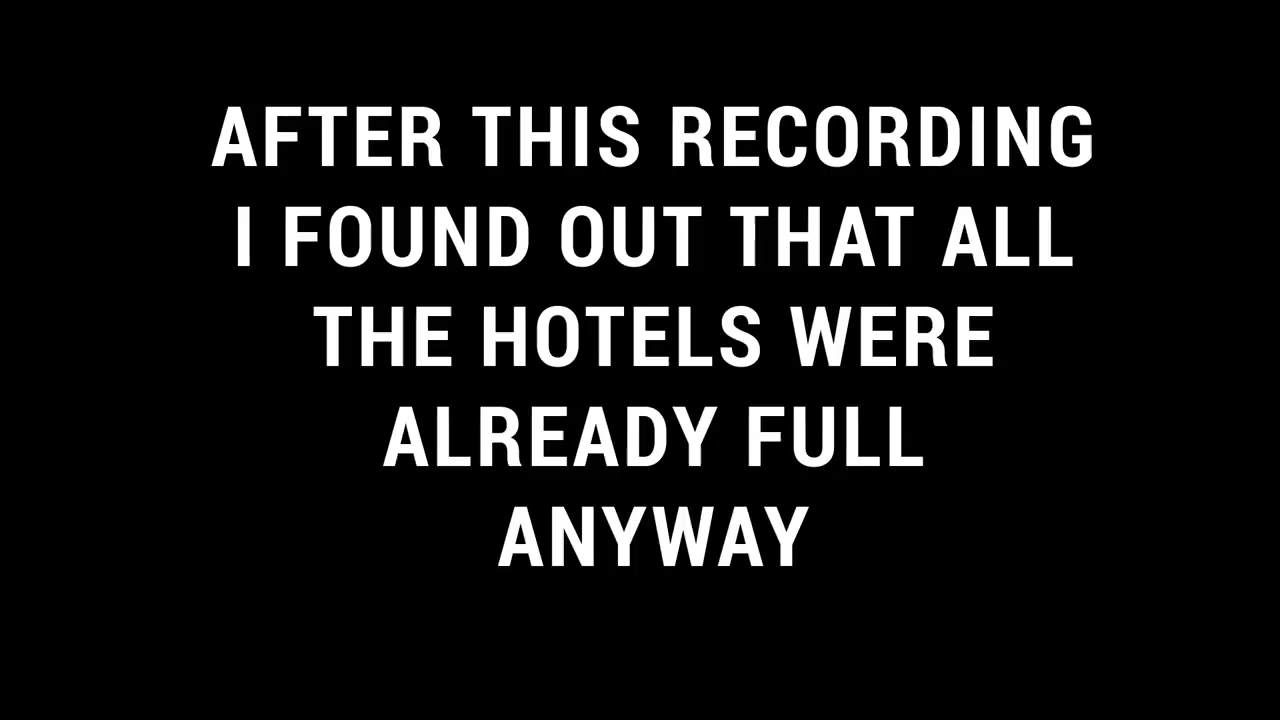 AFTER THIS RECORDING
I FOUND OUT THAT ALL
THE HOTELS WERE
ALREADY FULL
ANYWAY